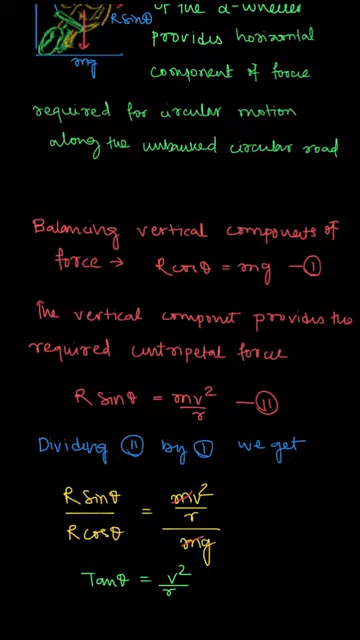 of the 2-wheeler
R sinθ
provides horizontal
mg
component of force
required for circular motion
along the unbanked circular road
Balancing vertical components of
force → R cosθ = mg —①
The vertical componet provides the
required centripetal force
R sinθ = mv²/r —⑪
Dividing ⑪ by ① we get
R sinθ / R cosθ = mv²/r / mg
Tanθ = v²/r